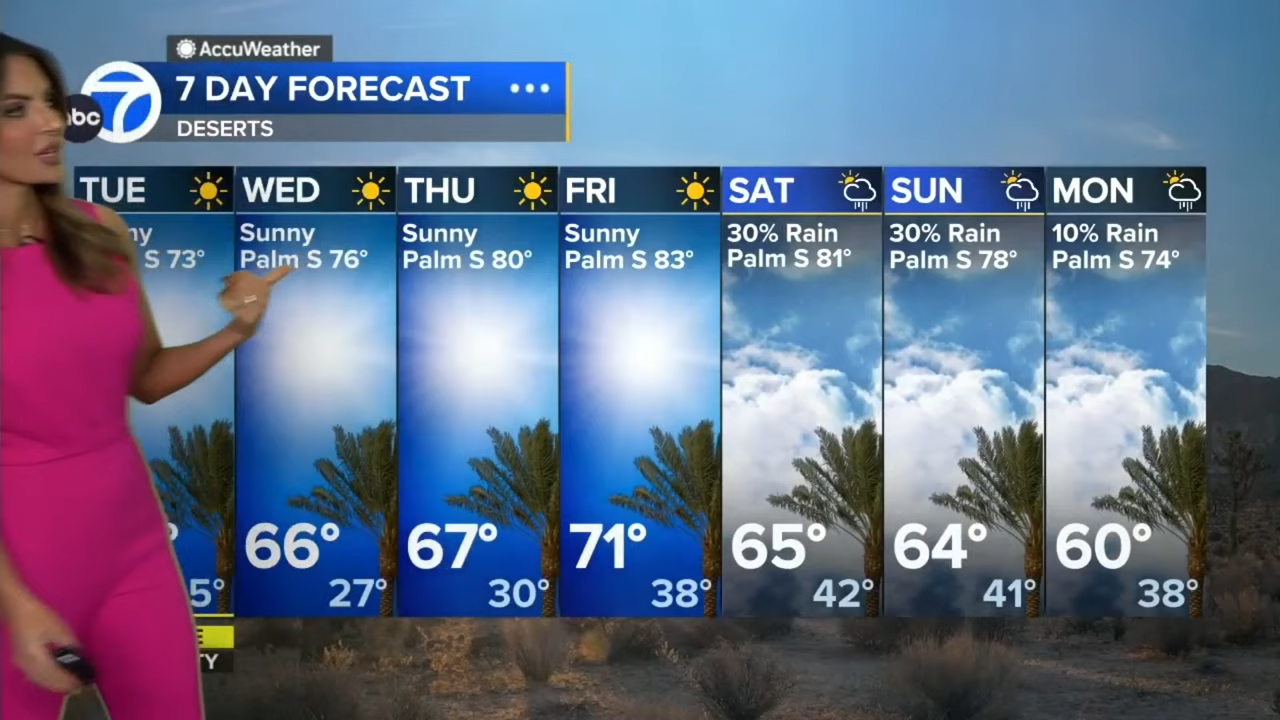 AccuWeather
abc 7
7 DAY FORECAST
DESERTS
TUE
WED
THU
FRI
SAT
SUN
MON
S 73°
Sunny
Palm S 76°
Sunny
Palm S 80°
Sunny
Palm S 83°
30% Rain
Palm S 81°
30% Rain
Palm S 78°
10% Rain
Palm S 74°
66°
67°
71°
65°
64°
60°
5°
27°
30°
38°
42°
41°
38°